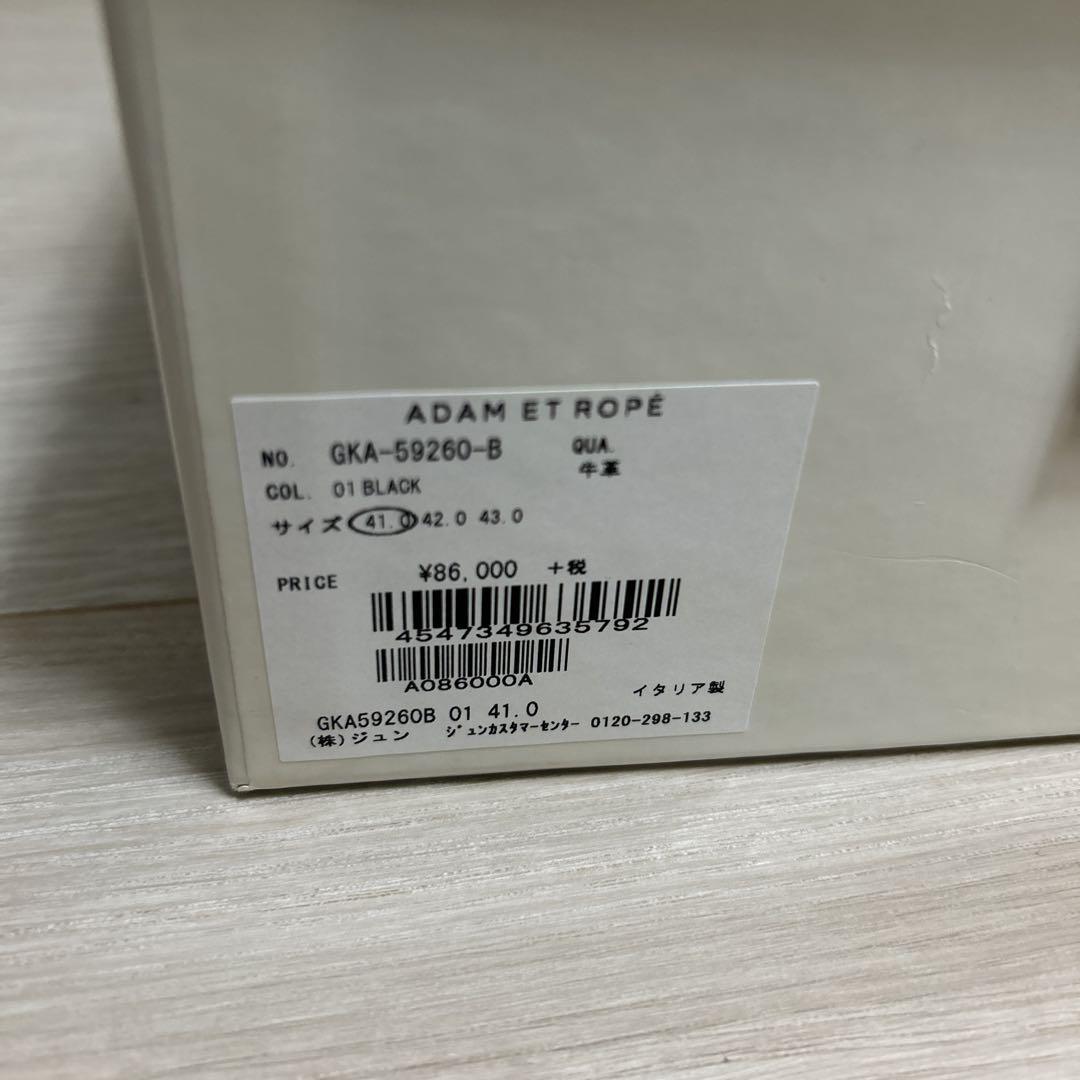 ADAM ET ROPÉ
NO. GKA-59260-B QUA.
牛革
COL. 01 BLACK
サイズ 41.0 42.0 43.0
PRICE ¥86,000 +税
4547349635792
A086000A
イタリア製
GKA59260B 01 41.0
(株)ジュン ジュンカスタマーセンター 0120-298-133